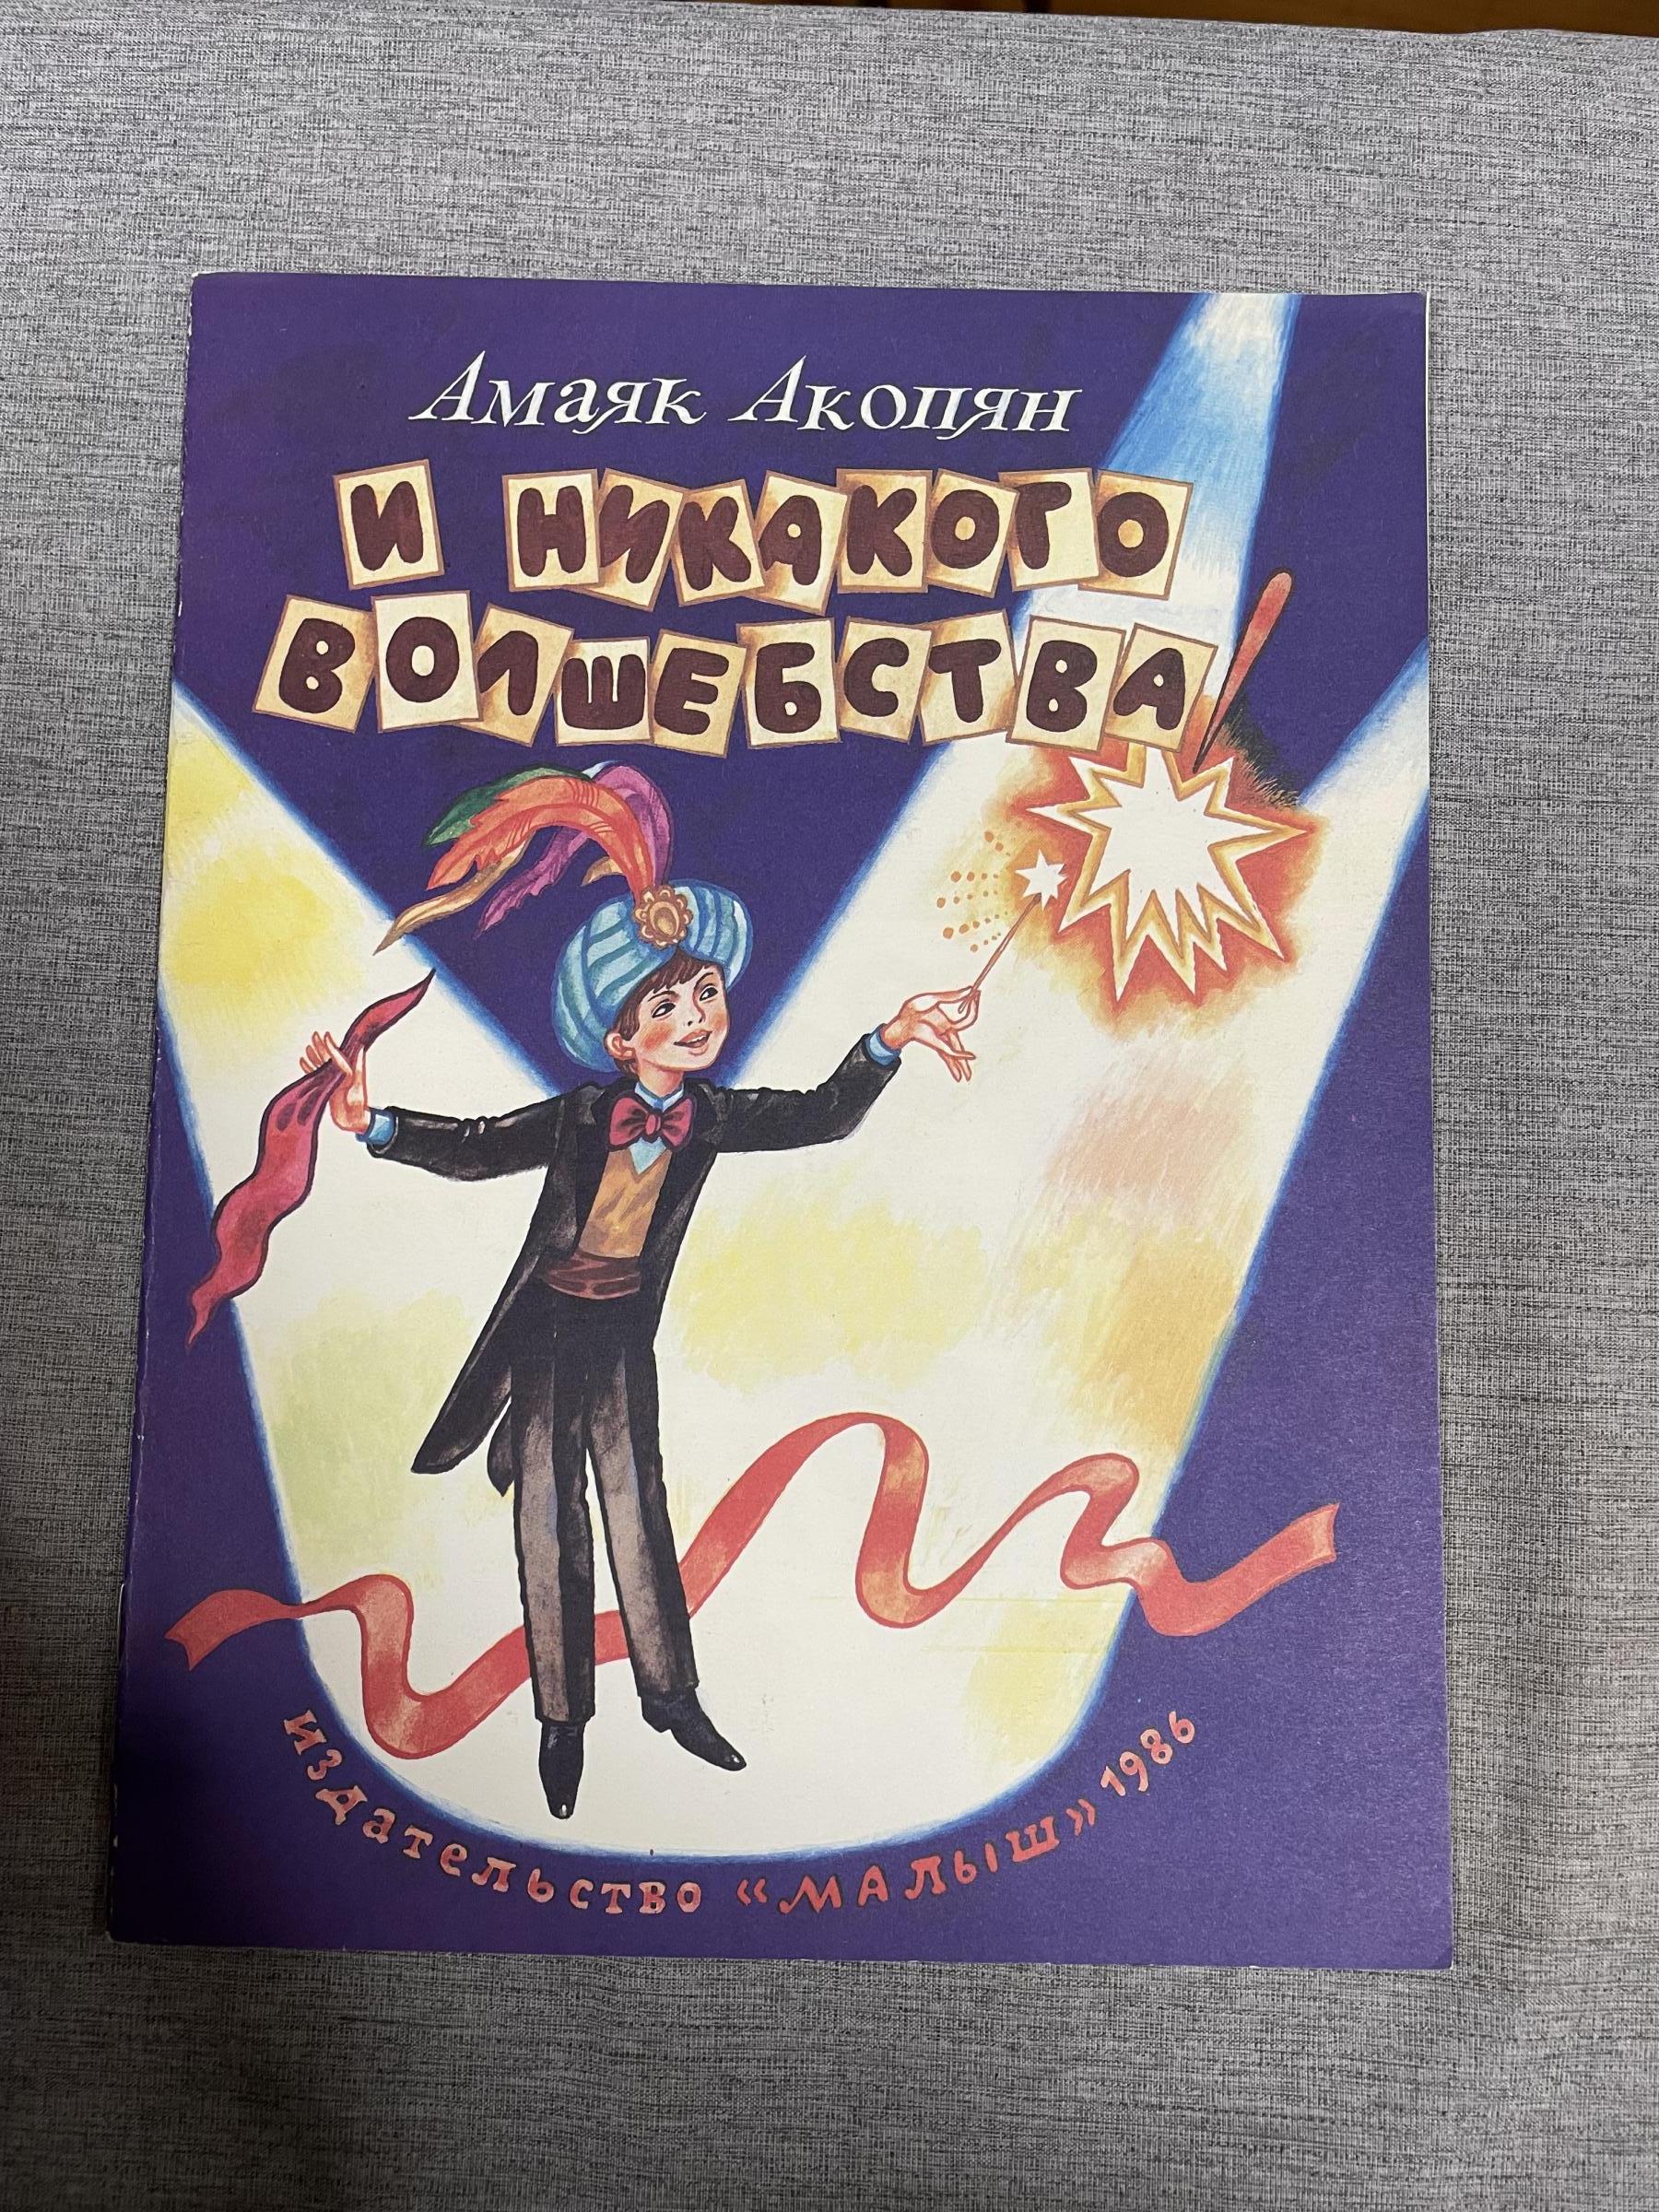 Амаяк Акопян
И НИКАКОГО
ВОЛШЕБСТВА!
издательство «МАЛЫШ» 1986